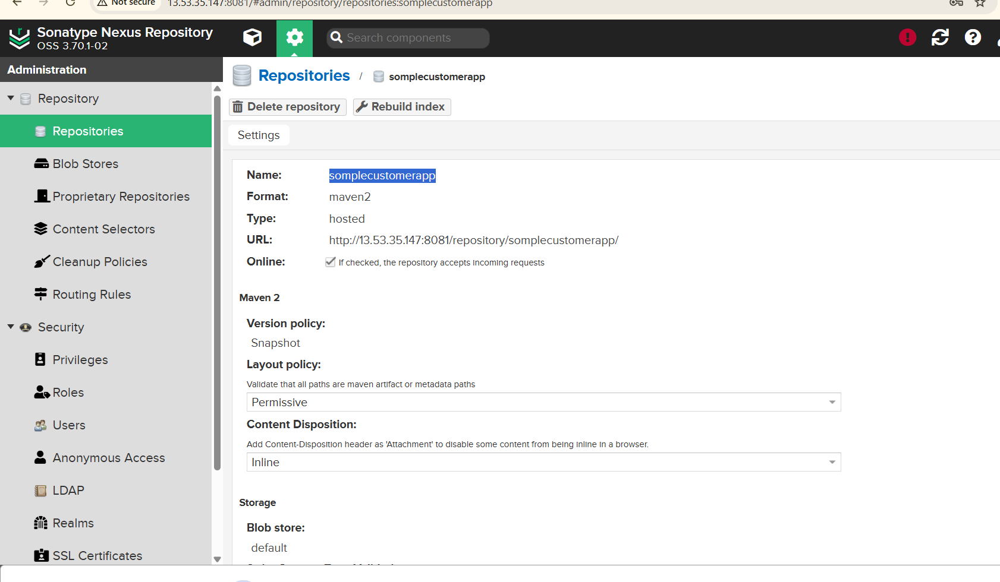 Not secure
13.53.35.147:8081/#admin/repository/repositories:somplecustomerapp
Sonatype Nexus Repository
OSS 3.70.1-02
Search components
Administration
Repositories / somplecustomerapp
Repository
Delete repository
Rebuild index
Repositories
Settings
Blob Stores
Proprietary Repositories
Content Selectors
Cleanup Policies
Routing Rules
Security
Privileges
Roles
Users
Anonymous Access
LDAP
Realms
SSL Certificates
Name: somplecustomerapp
Format: maven2
Type: hosted
URL: http://13.53.35.147:8081/repository/somplecustomerapp/
Online: If checked, the repository accepts incoming requests
Maven 2
Version policy:
Snapshot
Layout policy:
Validate that all paths are maven artifact or metadata paths
Permissive
Content Disposition:
Add Content-Disposition header as 'Attachment' to disable some content from being inline in a browser.
Inline
Storage
Blob store:
default